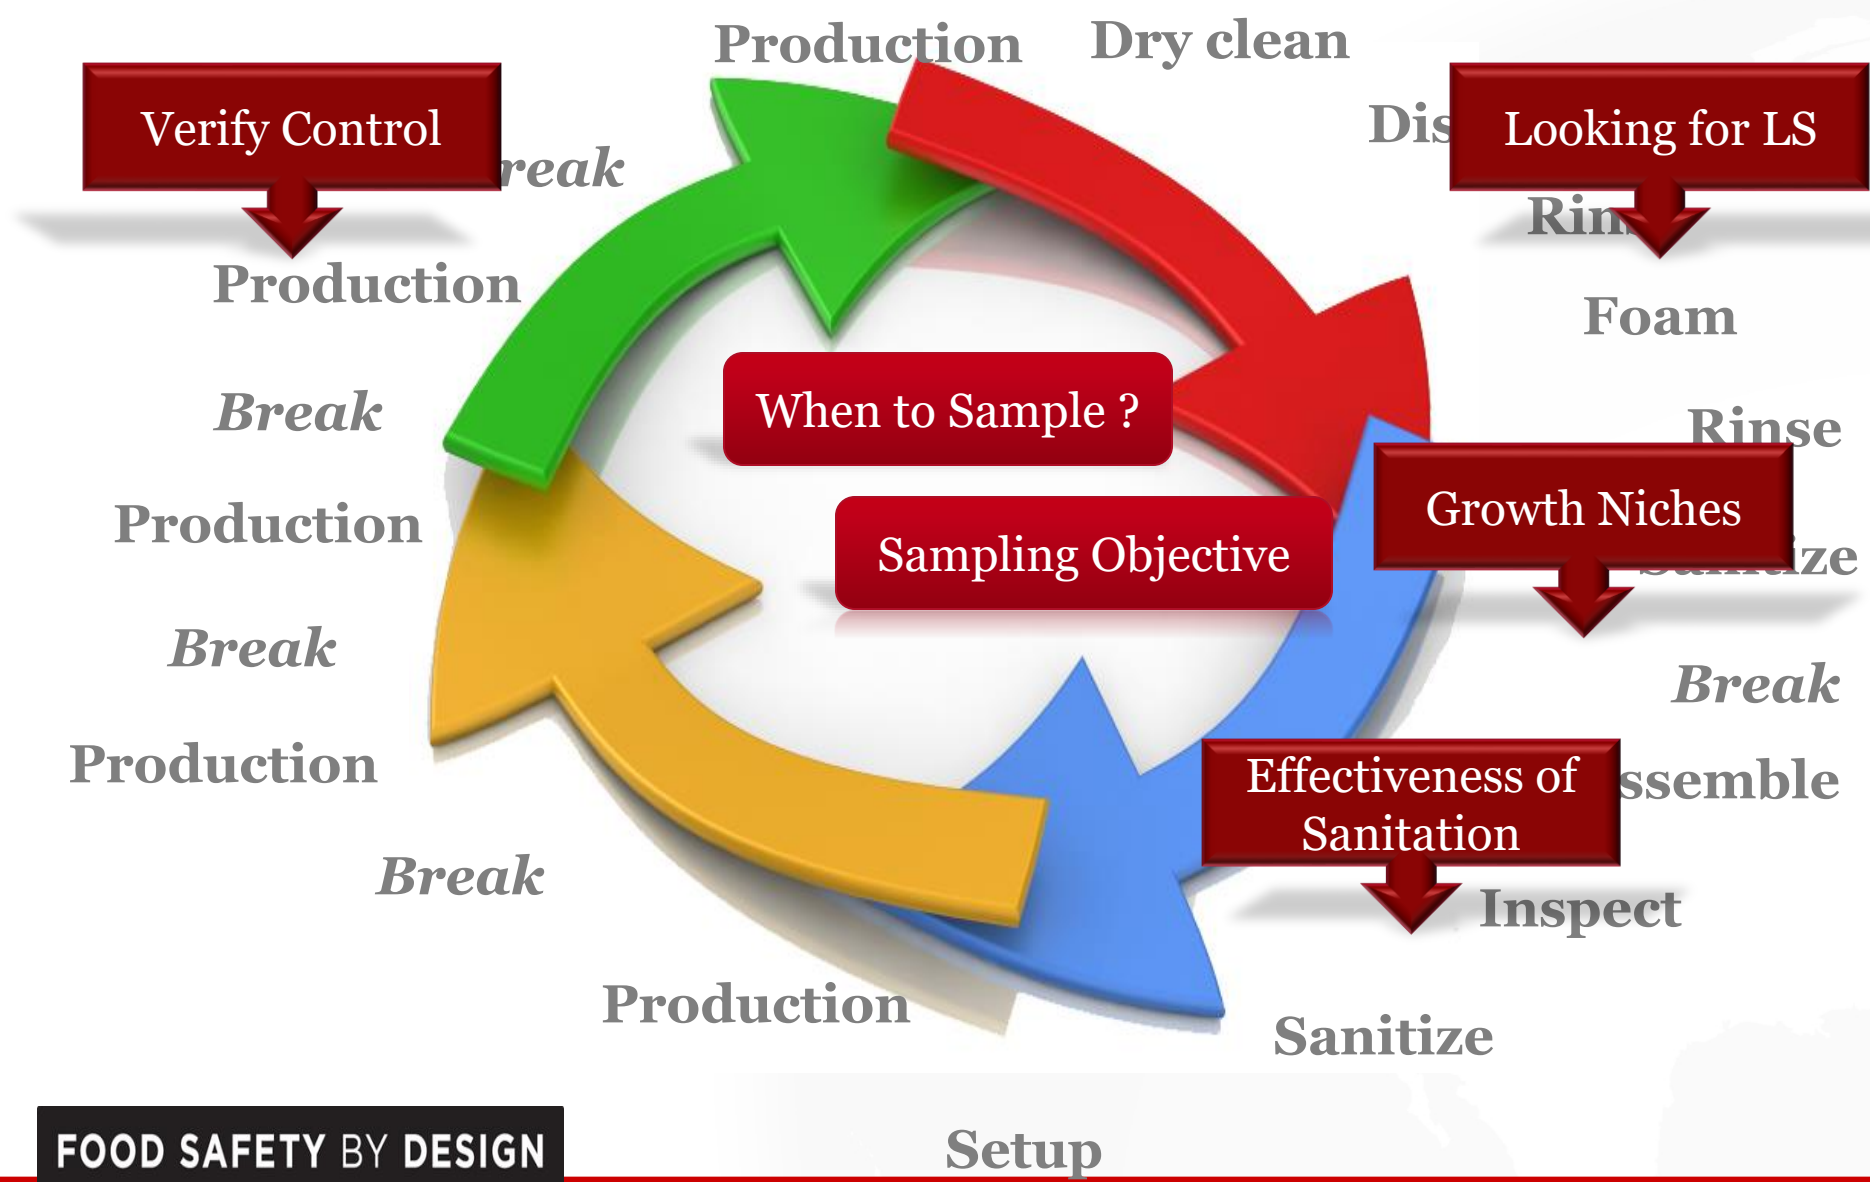 Production
Dry clean
Verify Control
Dis
Looking for LS
reak
Rin
Production
Foam
When to Sample ?
Break
Rinse
Growth Niches
Production
Sampling Objective
ize
Break
Break
Production
Effectiveness of
Sanitation
ssemble
Break
Inspect
Production
Sanitize
FOOD SAFETY BY DESIGN
Setup